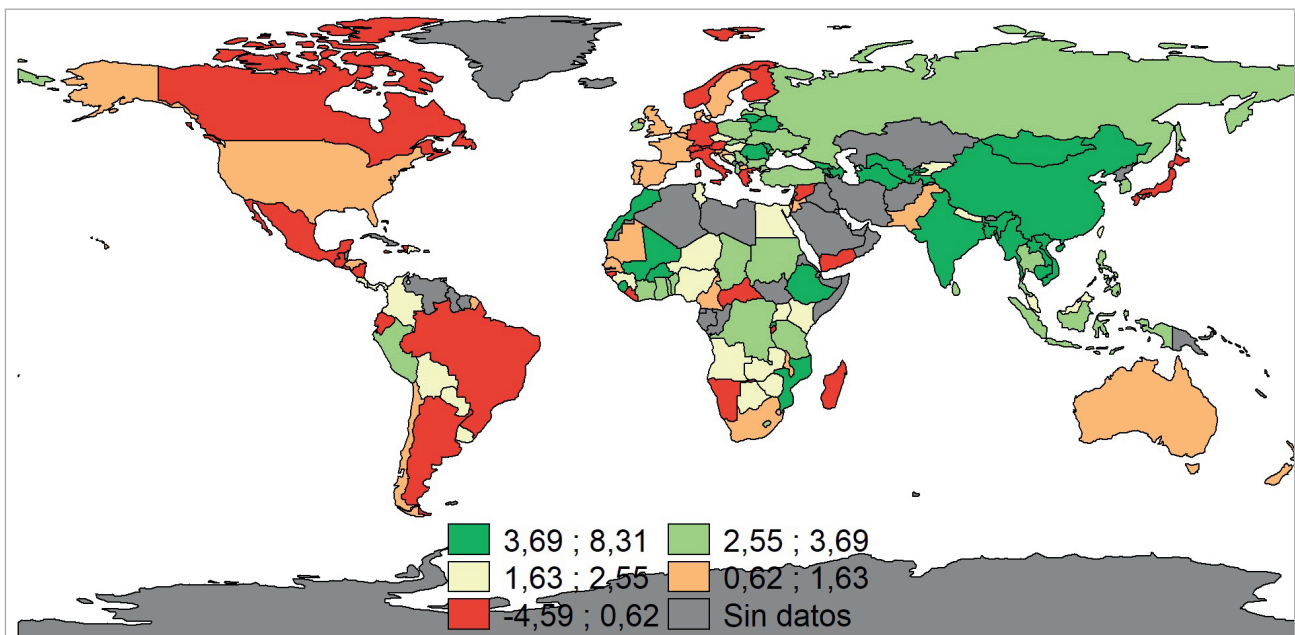 3,69 ; 8,31 2,55 ; 3,69
1,63 ; 2,55 0,62 ; 1,63
-4,59 ; 0,62 Sin datos